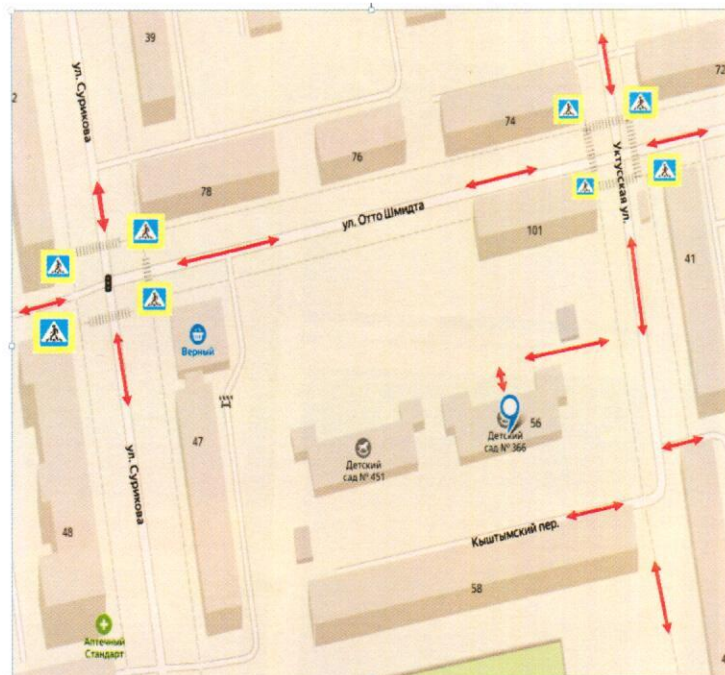 39
ул. Сурикова
2
72
74
76
78
Уктусская ул.
ул. Отто Шмидта
101
41
Верный
56
Детский
сад № 366
Детский
сад № 451
47
ул. Сурикова
48
Кыштымский пер.
58
Аптечный
Стандарт
4